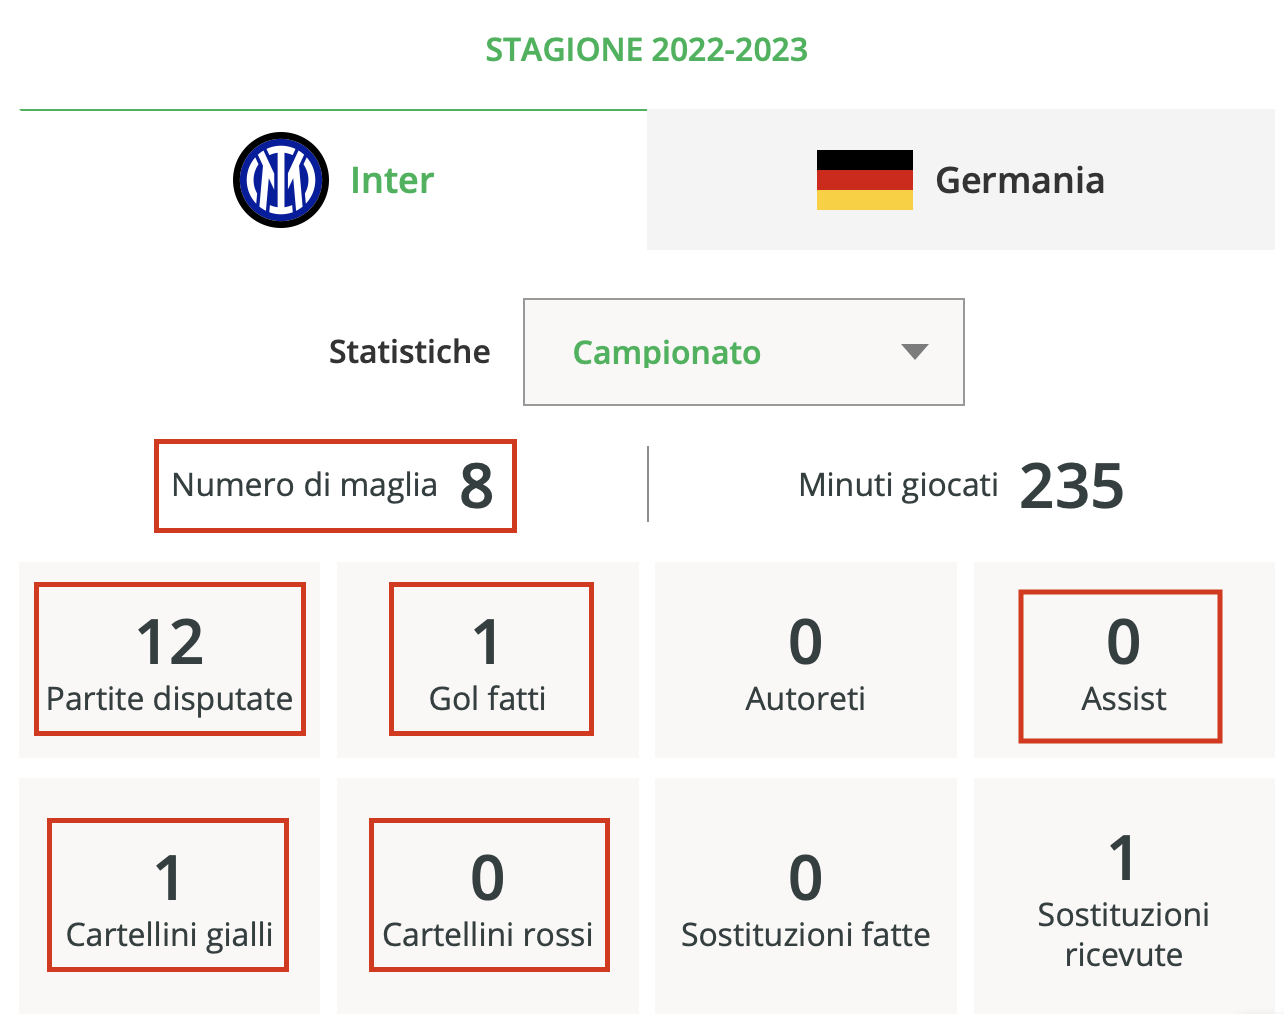 STAGIONE 2022-2023
Inter
Germania
Statistiche
Campionato
Numero di maglia 8
Minuti giocati 235
12
Partite disputate
1
Gol fatti
0
Autoreti
0
Assist
1
Cartellini gialli
0
Cartellini rossi
0
Sostituzioni fatte
1
Sostituzioni
ricevute